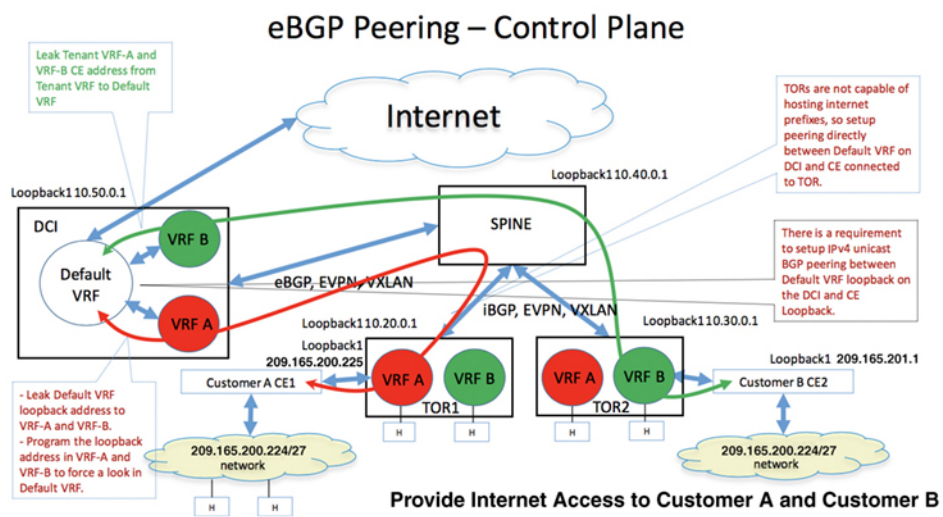 eBGP Peering – Control Plane
Leak Tenant VRF-A and
VRF-B CE address from
Tenant VRF to Default
VRF
Internet
TORs are not capable of
hosting internet
prefixes, so setup
peering directly
between Default VRF on
DCI and CE connected
to TOR.
Loopback110.50.0.1
Loopback110.40.0.1
DCI
VRF B
SPINE
Default
VRF
VRF A
eBGP, EVPN, VXLAN
There is a requirement
to setup IPv4 unicast
BGP peering between
Default VRF loopback on
the DCI and CE
Loopback.
iBGP, EVPN, VXLAN
Loopback110.20.0.1
Loopback110.30.0.1
Loopback1
209.165.200.225
Loopback1 209.165.201.1
Customer A CE1
VRF A
VRF B
TOR1
VRF A
VRF B
TOR2
Customer B CE2
H
H
H
H
- Leak Default VRF
loopback address to
VRF-A and VRF-B.
- Program the loopback
address in VRF-A and
VRF-B to force a look in
Default VRF.
209.165.200.224/27
network
209.165.200.224/27
network
H
H
Provide Internet Access to Customer A and Customer B